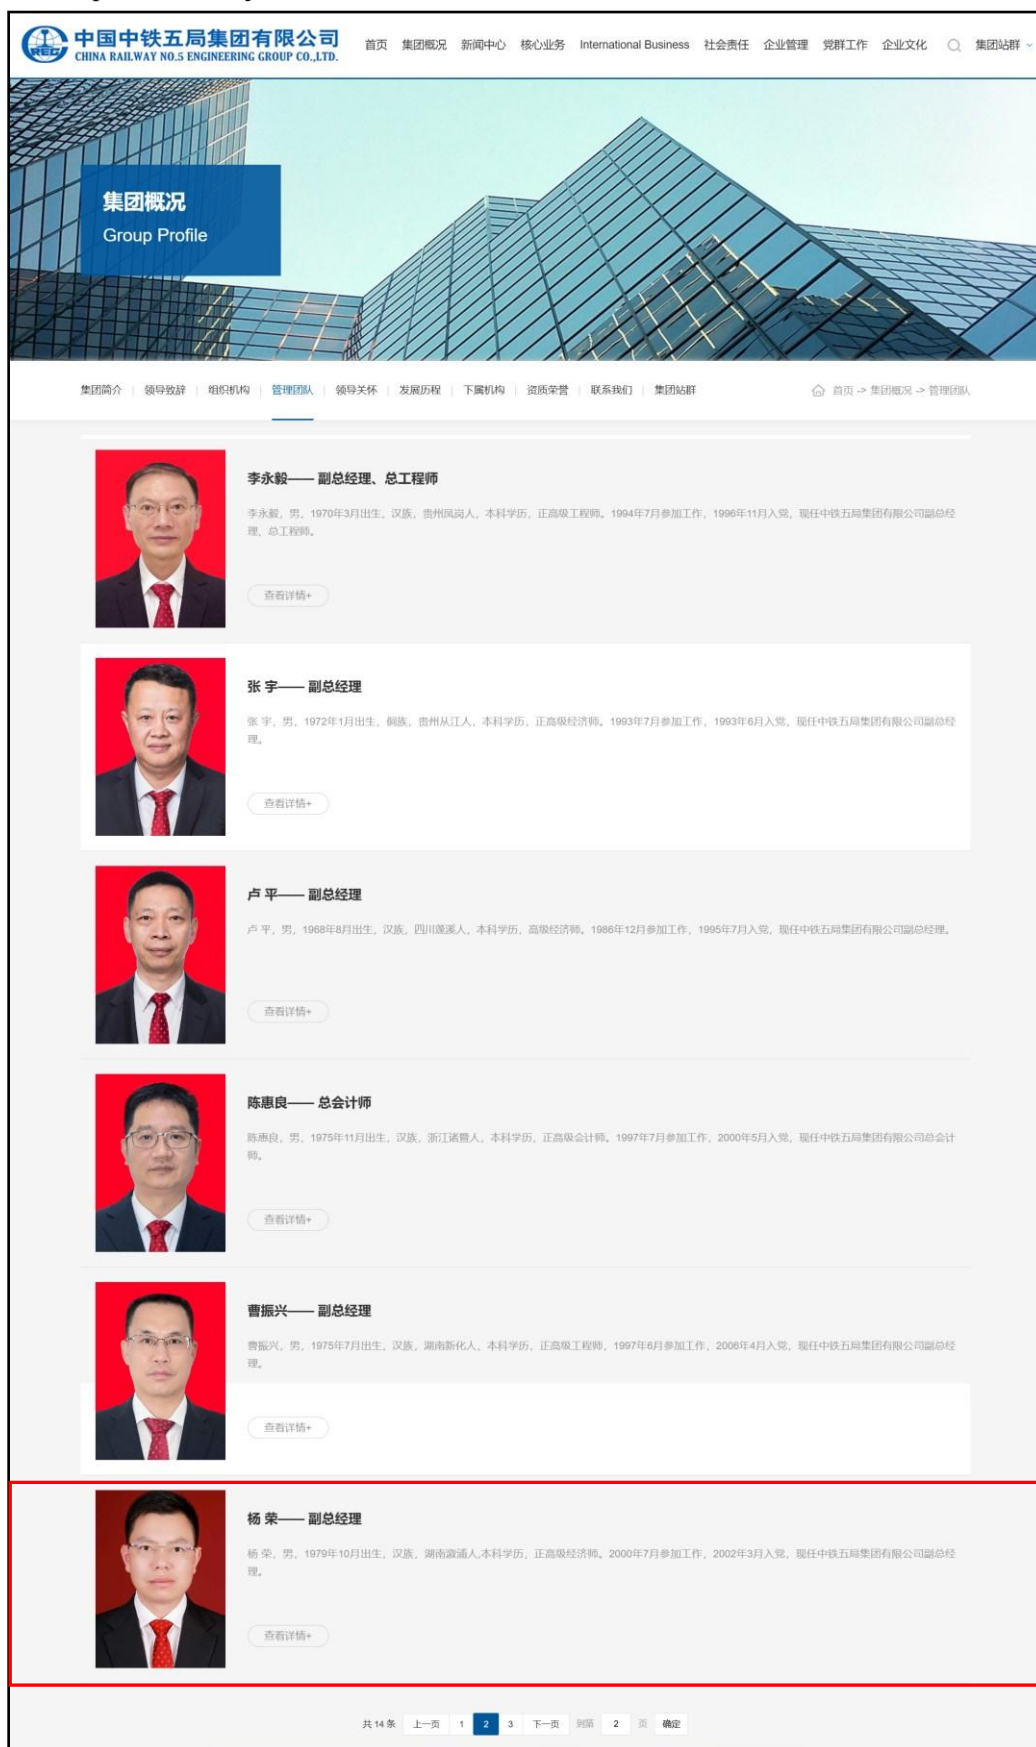 中国中铁五局集团有限公司
CHINA RAILWAY NO.5 ENGINEERING GROUP CO.,LTD.
首页 集团概况 新闻中心 核心业务 International Business 社会责任 企业管理 党群工作 企业文化 集团站群
集团概况
Group Profile
集团简介 | 领导致辞 | 组织机构 | 管理团队 | 领导关怀 | 发展历程 | 下属机构 | 资质荣誉 | 联系我们 | 集团站群
首页 -> 集团概况 -> 管理团队
李永毅—— 副总经理、总工程师
李永毅，男，1970年3月出生，汉族，贵州凤岗人，本科学历，正高级工程师。1994年7月参加工作，1996年11月入党，现任中铁五局集团有限公司副总经
理、总工程师。
查看详情+
张 宇—— 副总经理
张 宇，男，1972年1月出生，侗族，贵州从江人，本科学历，正高级经济师。1993年7月参加工作，1993年6月入党，现任中铁五局集团有限公司副总经
理。
查看详情+
卢 平—— 副总经理
卢 平，男，1968年8月出生，汉族，四川蓬溪人，本科学历，高级经济师。1986年12月参加工作，1995年7月入党，现任中铁五局集团有限公司副总经理。
查看详情+
陈惠良—— 总会计师
陈惠良，男，1975年11月出生，汉族，浙江诸暨人，本科学历，正高级会计师。1997年7月参加工作，2000年5月入党，现任中铁五局集团有限公司总会计
师。
查看详情+
曹振兴—— 副总经理
曹振兴，男，1975年7月出生，汉族，湖南新化人，本科学历，正高级工程师，1997年6月参加工作，2006年4月入党，现任中铁五局集团有限公司副总经
理。
查看详情+
杨 荣—— 副总经理
杨 荣，男，1979年10月出生，汉族，湖南溆浦人,本科学历，正高级经济师。2000年7月参加工作，2002年3月入党，现任中铁五局集团有限公司副总经
理。
查看详情+
共 14 条 上一页 1 2 3 下一页 到第 2 页 确定